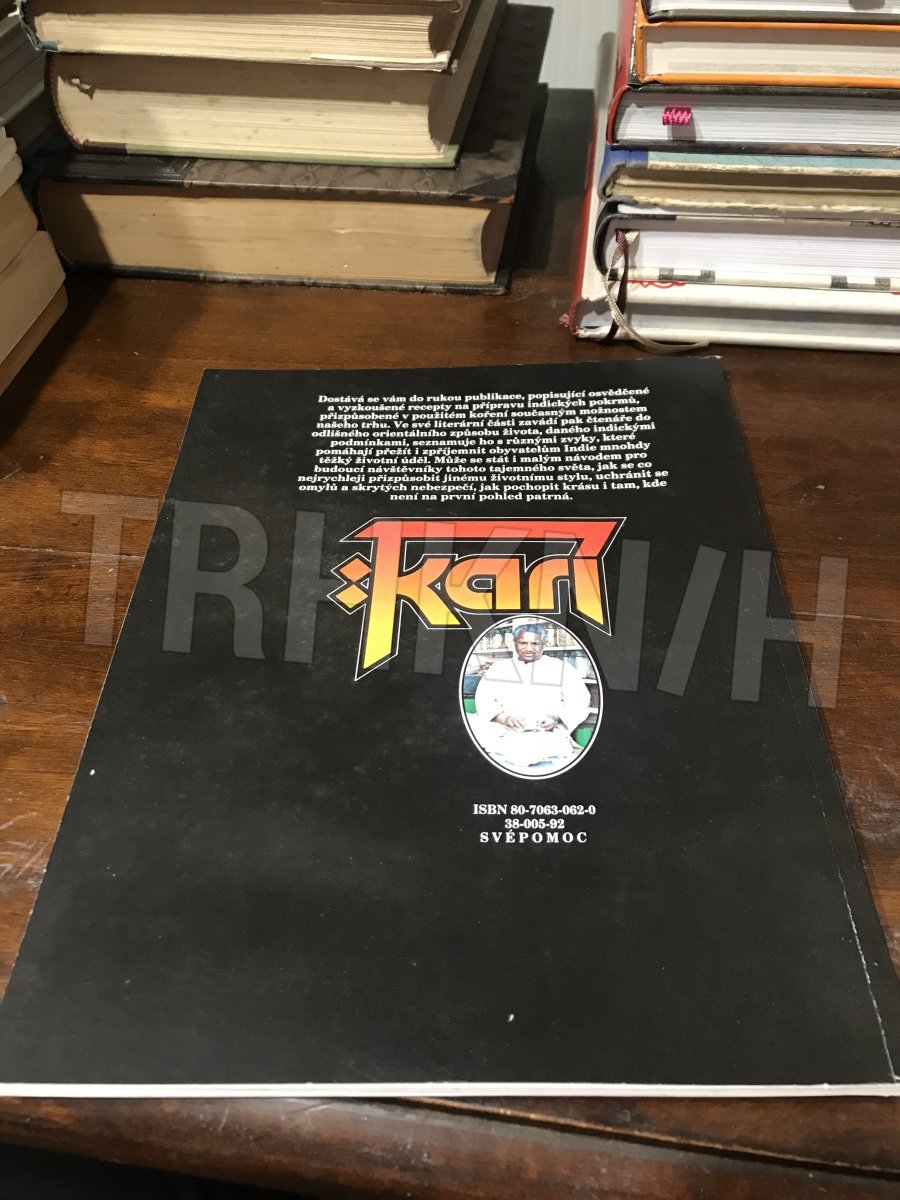 Dostává se vám do rukou publikace, popisující osvědčené
a vyzkoušené recepty na přípravu indických pokrmů,
přizpůsobené v použitém koření současným možnostem
našeho trhu. Ve své literární části zavádí pak čtenáře do
odlišného orientálního způsobu života, daného indickými
podmínkami, seznamuje ho s různými zvyky, které
pomáhají přežít i zpříjemnit obyvatelům Indie mnohdy
těžký životní úděl. Může se stát i malým návodem pro
budoucí návštěvníky tohoto tajemného světa, jak se co
nejrychleji přizpůsobit jinému životnímu stylu, uchránit se
omylů a skrytých nebezpečí, jak pochopit krásu i tam, kde
není na první pohled patrná.
kari
TRHKNIH
ISBN 80-7063-062-0
38-005-92
SVÉPOMOC